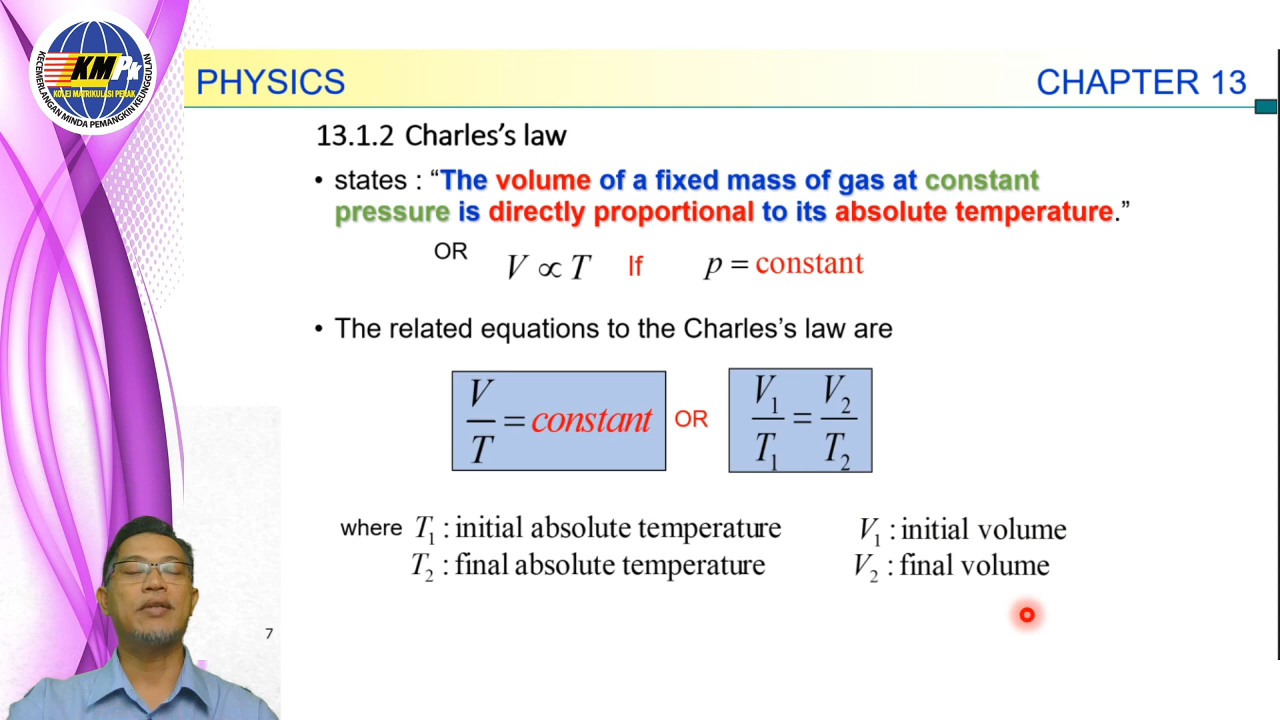 KMPk
KOLEJ MATRIKULASI PERAK
KECEMERLANGAN MINDA PEMANGKIN KEUNGGULAN
PHYSICS CHAPTER 13
13.1.2 Charles's law
• states : “The volume of a fixed mass of gas at constant
pressure is directly proportional to its absolute temperature.”
OR V ∝ T If p = constant
• The related equations to the Charles's law are
V/T = constant OR V₁/T₁ = V₂/T₂
where T₁ : initial absolute temperature V₁ : initial volume
T₂ : final absolute temperature V₂ : final volume
7